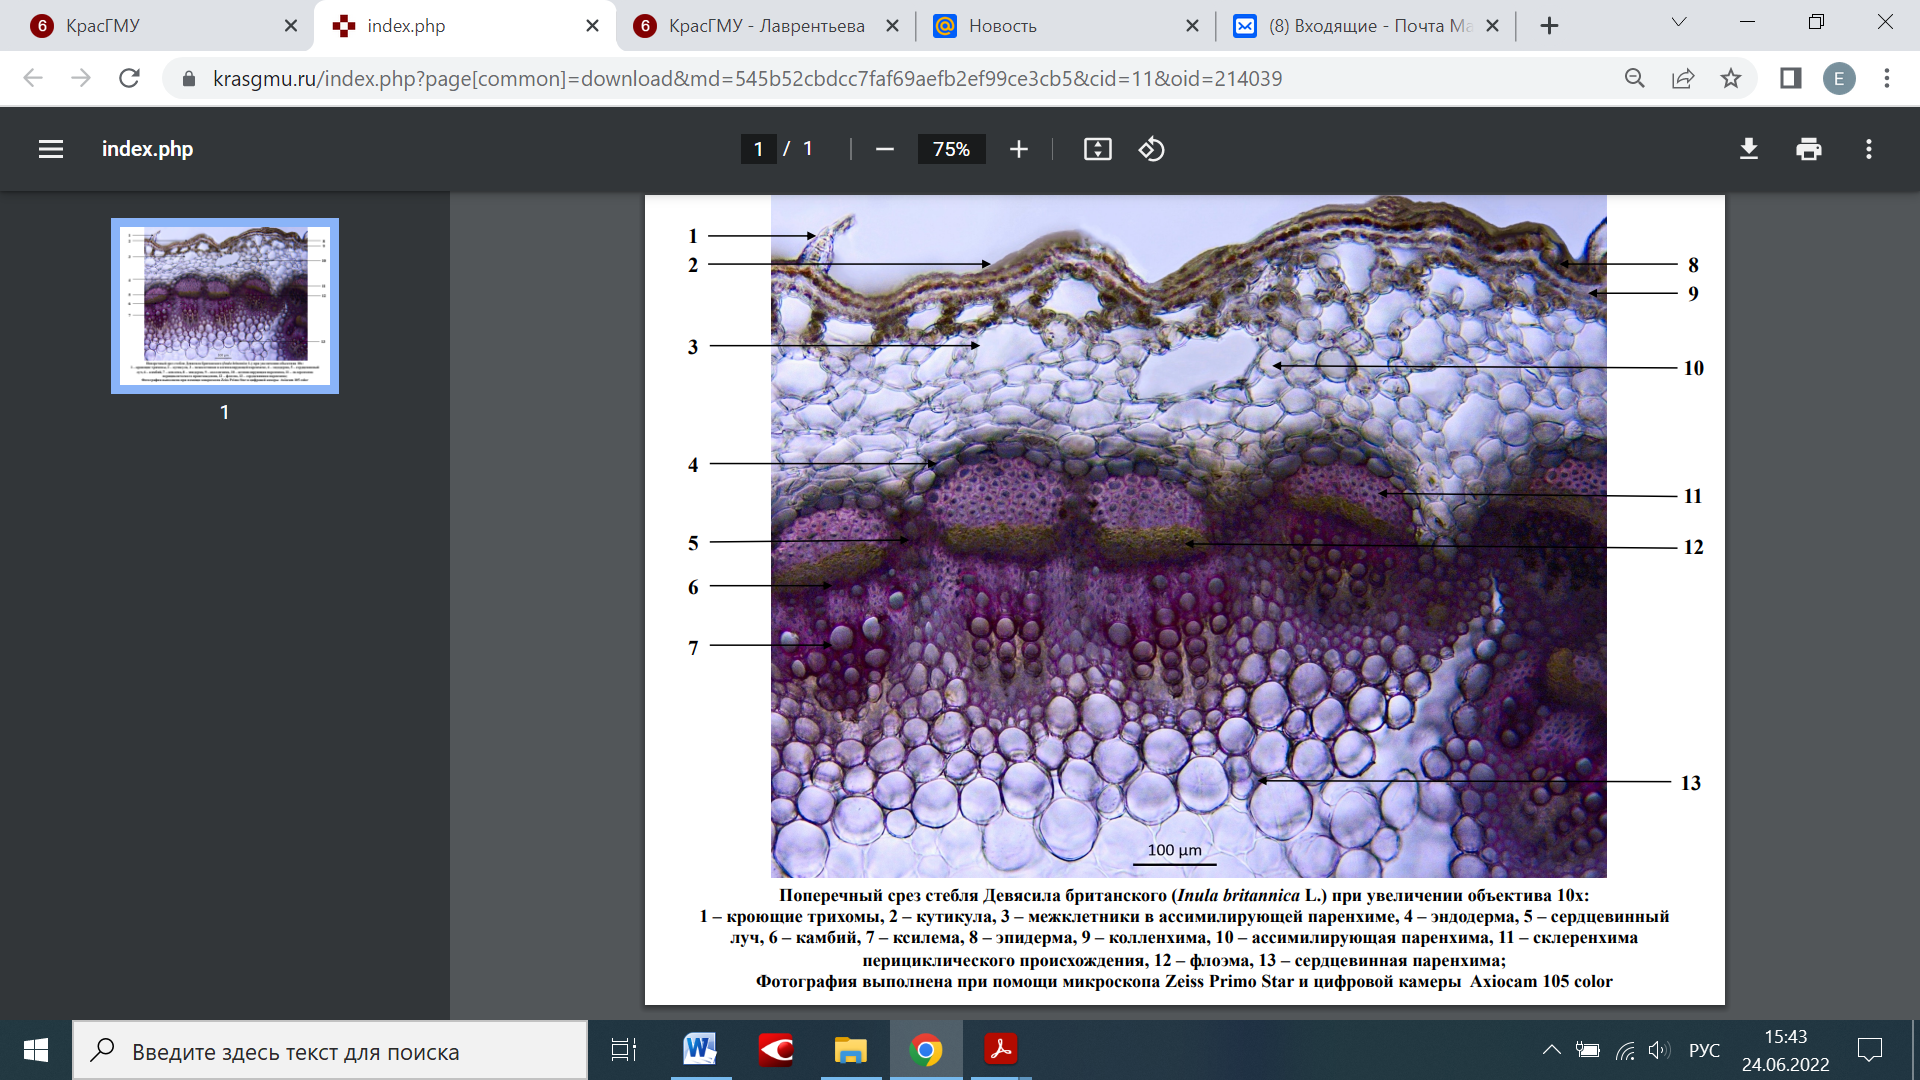 КрасГМУ
index.php
КрасГМУ - Лаврентьева
Новость
(8) Входящие - Почта Ma
krasgmu.ru/index.php?page[common]=download&md=545b52cbdcc7faf69aefb2ef99ce3cb5&cid=11&oid=214039
E
index.php
1 / 1
75%
1
1
2
3
4
5
6
7
8
9
10
11
12
13
100 µm
Поперечный срез стебля Девясила британского (Inula britannica L.) при увеличении объектива 10x:
1 – кроющие трихомы, 2 – кутикула, 3 – межклетники в ассимилирующей паренхиме, 4 – эндодерма, 5 – сердцевинный
луч, 6 – камбий, 7 – ксилема, 8 – эпидерма, 9 – колленхима, 10 – ассимилирующая паренхима, 11 – склеренхима
перициклического происхождения, 12 – флоэма, 13 – сердцевинная паренхима;
Фотография выполнена при помощи микроскопа Zeiss Primo Star и цифровой камеры Axiocam 105 color
Введите здесь текст для поиска
РУС
15:43
24.06.2022